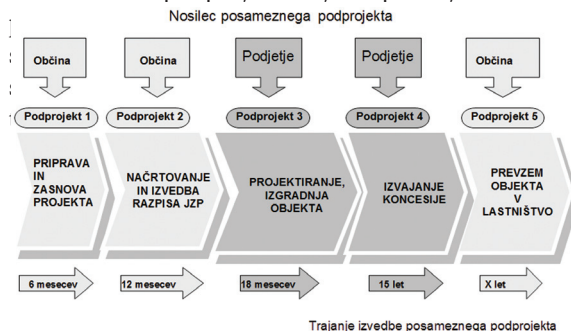 Nosilec posameznega podprojekta
Občina
Občina
Podjetje
Podjetje
Občina
Podprojekt 1
Podprojekt 2
Podprojekt 3
Podprojekt 4
Podprojekt 5
PRIPRAVA
IN
ZASNOVA
PROJEKTA
NAČRTOVANJE
IN IZVEDBA
RAZPISA JZP
PROJEKTIRANJE,
IZGRADNJA
OBJEKTA
IZVAJANJE
KONCESIJE
PREVZEM
OBJEKTA
V
LASTNIŠTVO
6 mesecev
12 mesecev
18 mesecev
15 let
X let
Trajanje izvedbe posameznega podprojekta